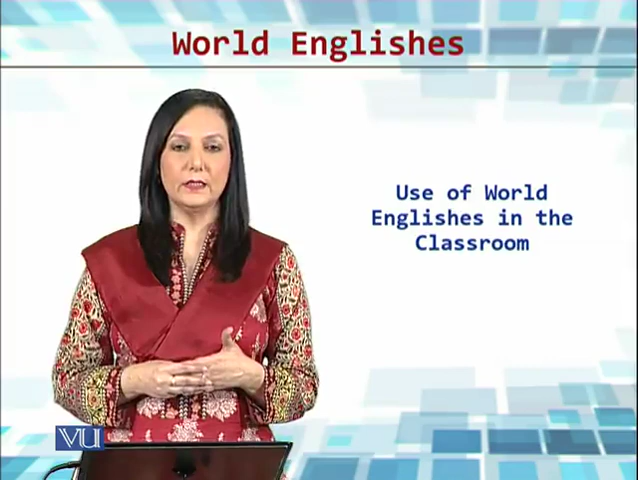 World Englishes
Use of World
Englishes in the
Classroom
VU